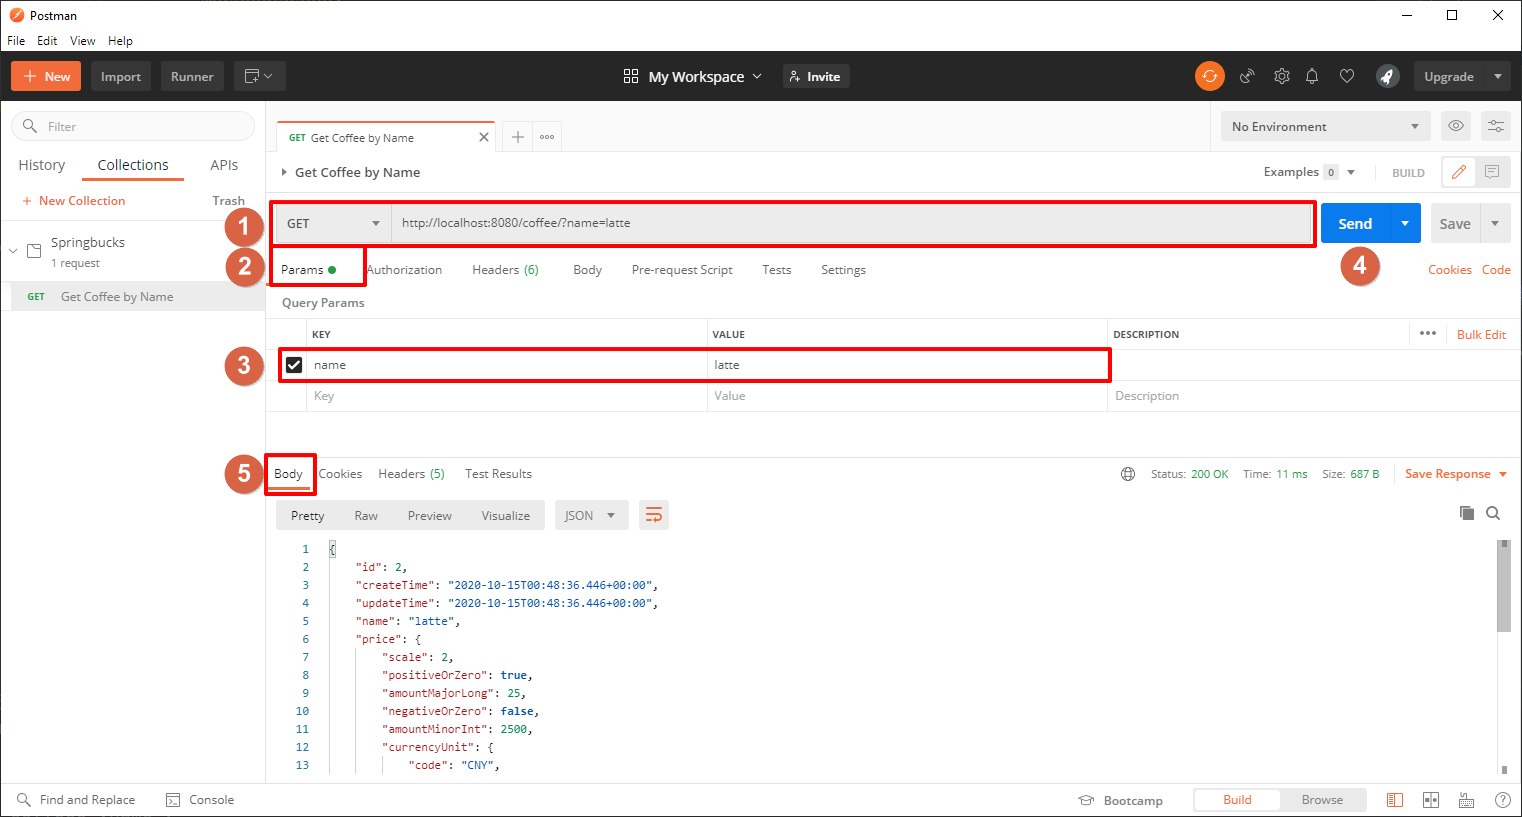 Postman
File Edit View Help
New Import Runner My Workspace Invite Upgrade
Filter
History Collections APIs
New Collection Trash
Springbucks
1 request
GET Get Coffee by Name
GET Get Coffee by Name
No Environment
Get Coffee by Name Examples 0 BUILD
1 GET http://localhost:8080/coffee/?name=latte Send Save
2 Params Authorization Headers (6) Body Pre-request Script Tests Settings 4 Cookies Code
Query Params
KEY VALUE DESCRIPTION Bulk Edit
3 name latte
Key Value Description
5 Body Cookies Headers (5) Test Results Status: 200 OK Time: 11 ms Size: 687 B Save Response
Pretty Raw Preview Visualize JSON
1 {
2 "id": 2,
3 "createTime": "2020-10-15T00:48:36.446+00:00",
4 "updateTime": "2020-10-15T00:48:36.446+00:00",
5 "name": "latte",
6 "price": {
7 "scale": 2,
8 "positiveOrZero": true,
9 "amountMajorLong": 25,
10 "negativeOrZero": false,
11 "amountMinorInt": 2500,
12 "currencyUnit": {
13 "code": "CNY",
Find and Replace Console Bootcamp Build Browse